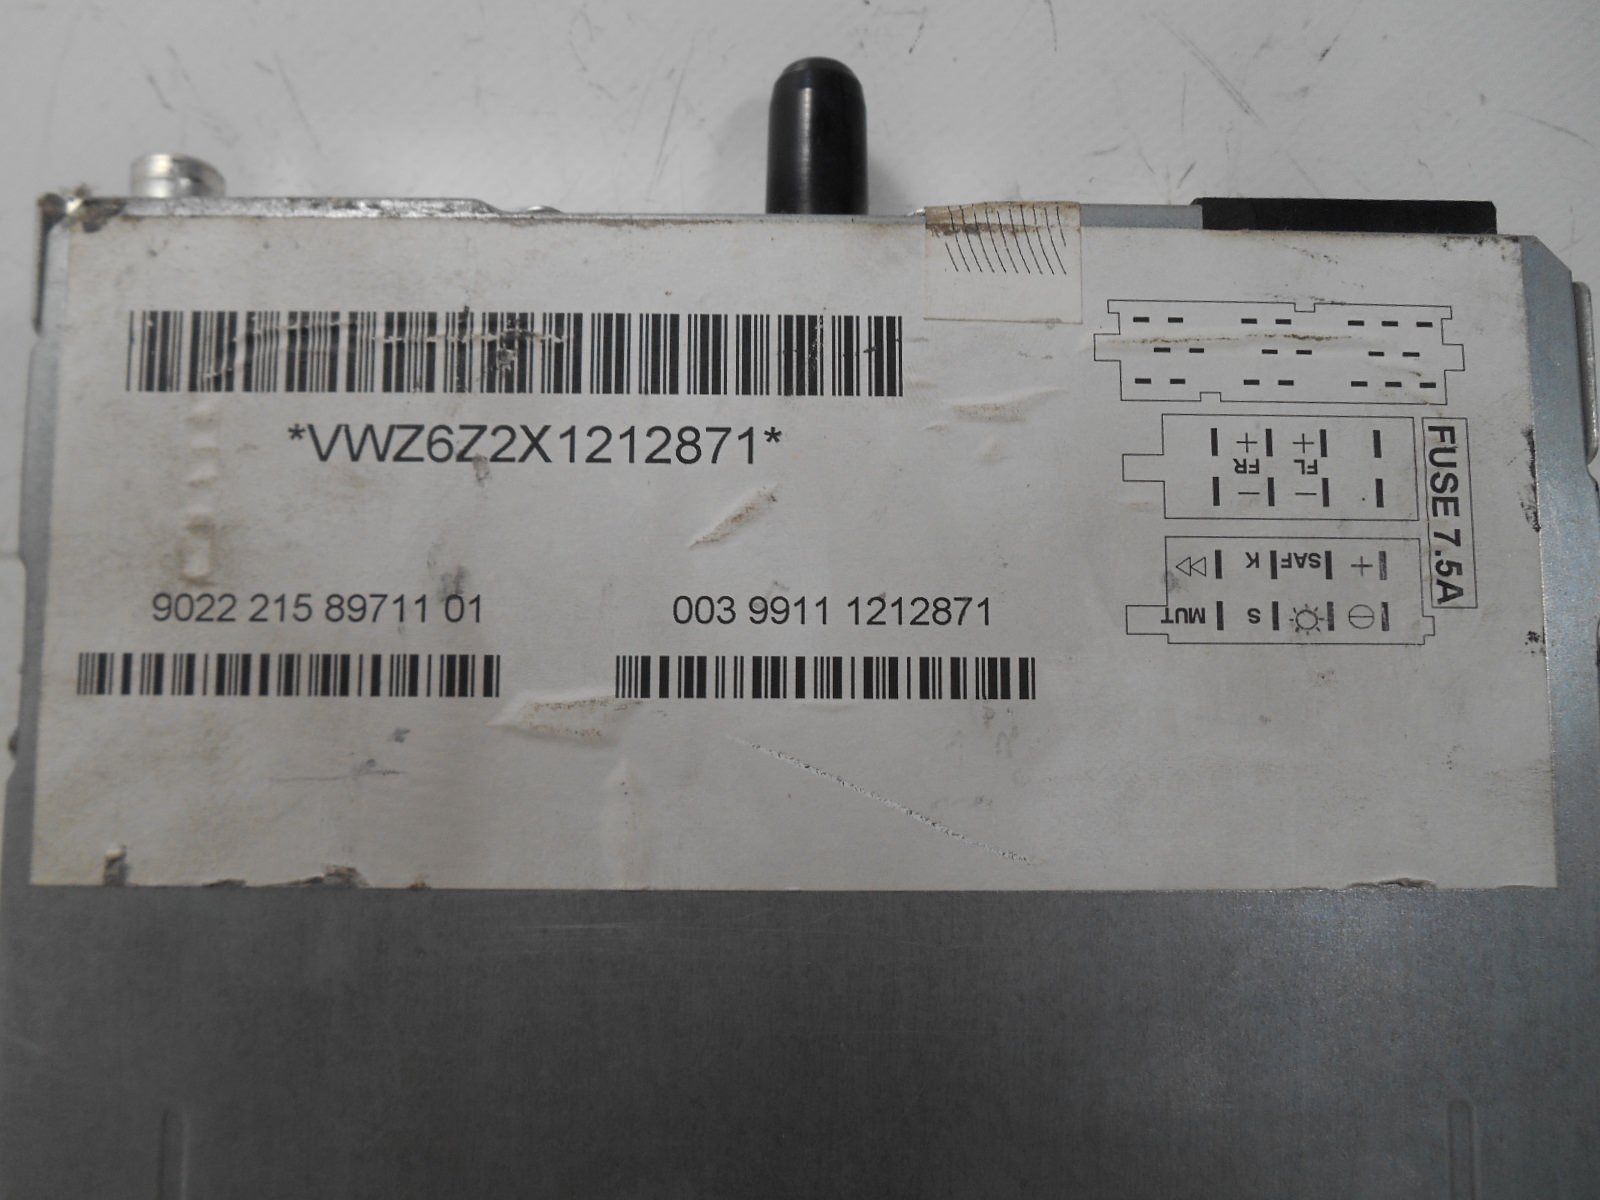 *VWZ6Z2X1212871*
9022 215 89711 01
003 9911 1212871
FUSE 7.5A
+ +
FR FL
- -
K SAF +
MUT S